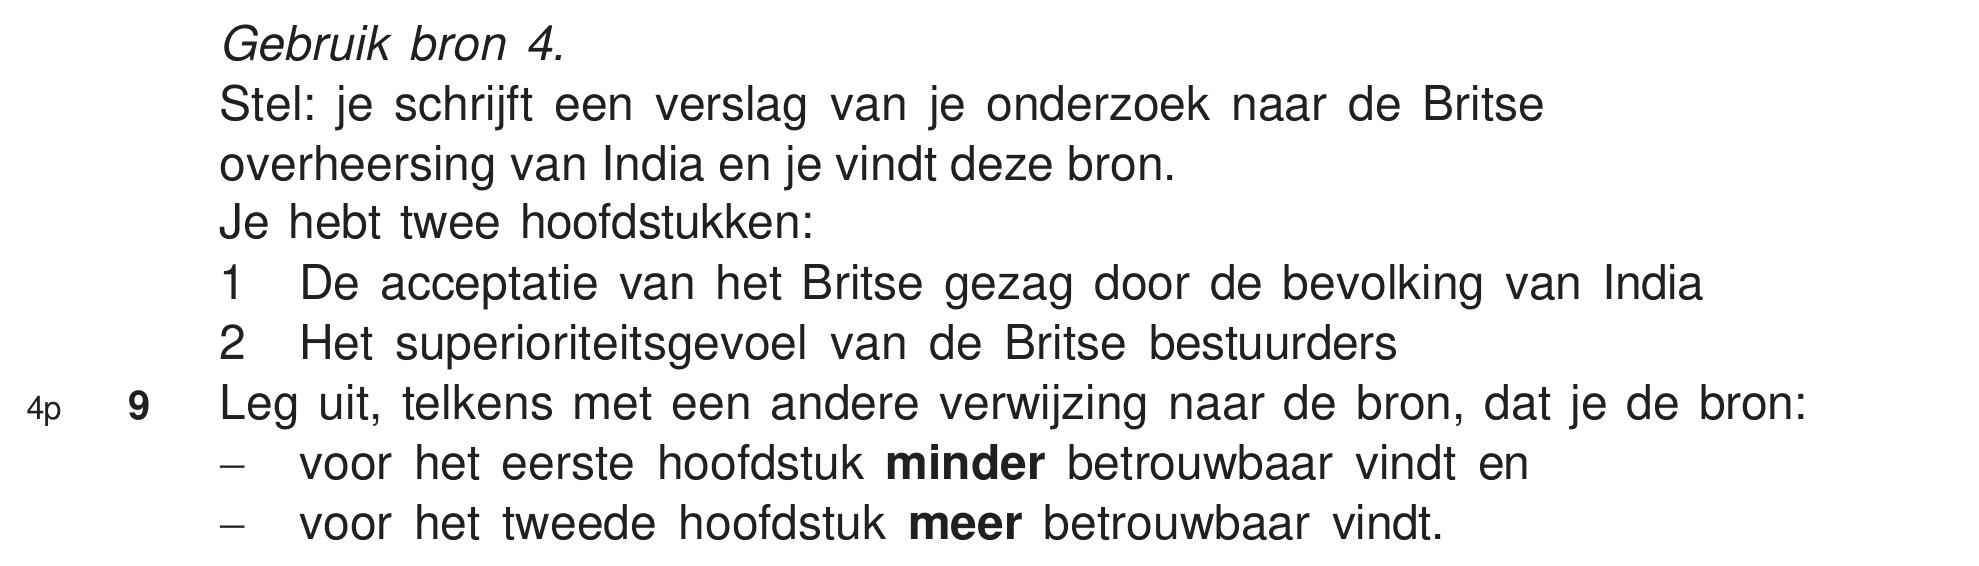 Gebruik bron 4.
Stel: je schrijft een verslag van je onderzoek naar de Britse
overheersing van India en je vindt deze bron.
Je hebt twee hoofdstukken:
1 De acceptatie van het Britse gezag door de bevolking van India
2 Het superioriteitsgevoel van de Britse bestuurders
4p 9 Leg uit, telkens met een andere verwijzing naar de bron, dat je de bron:
– voor het eerste hoofdstuk minder betrouwbaar vindt en
– voor het tweede hoofdstuk meer betrouwbaar vindt.